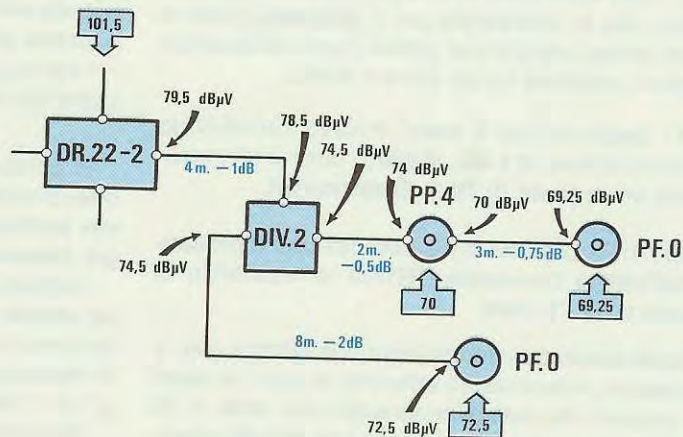 101,5
79,5 dBµV
78,5 dBµV
DR.22-2
74,5 dBµV
74 dBµV
4m. —1dB
PP.4
70 dBµV
69,25 dBµV
DIV.2
2m.
—0,5dB
3m. —0,75dB
PF.0
74,5 dBµV
70
69,25
8m. —2dB
PF.0
72,5 dBµV
72,5